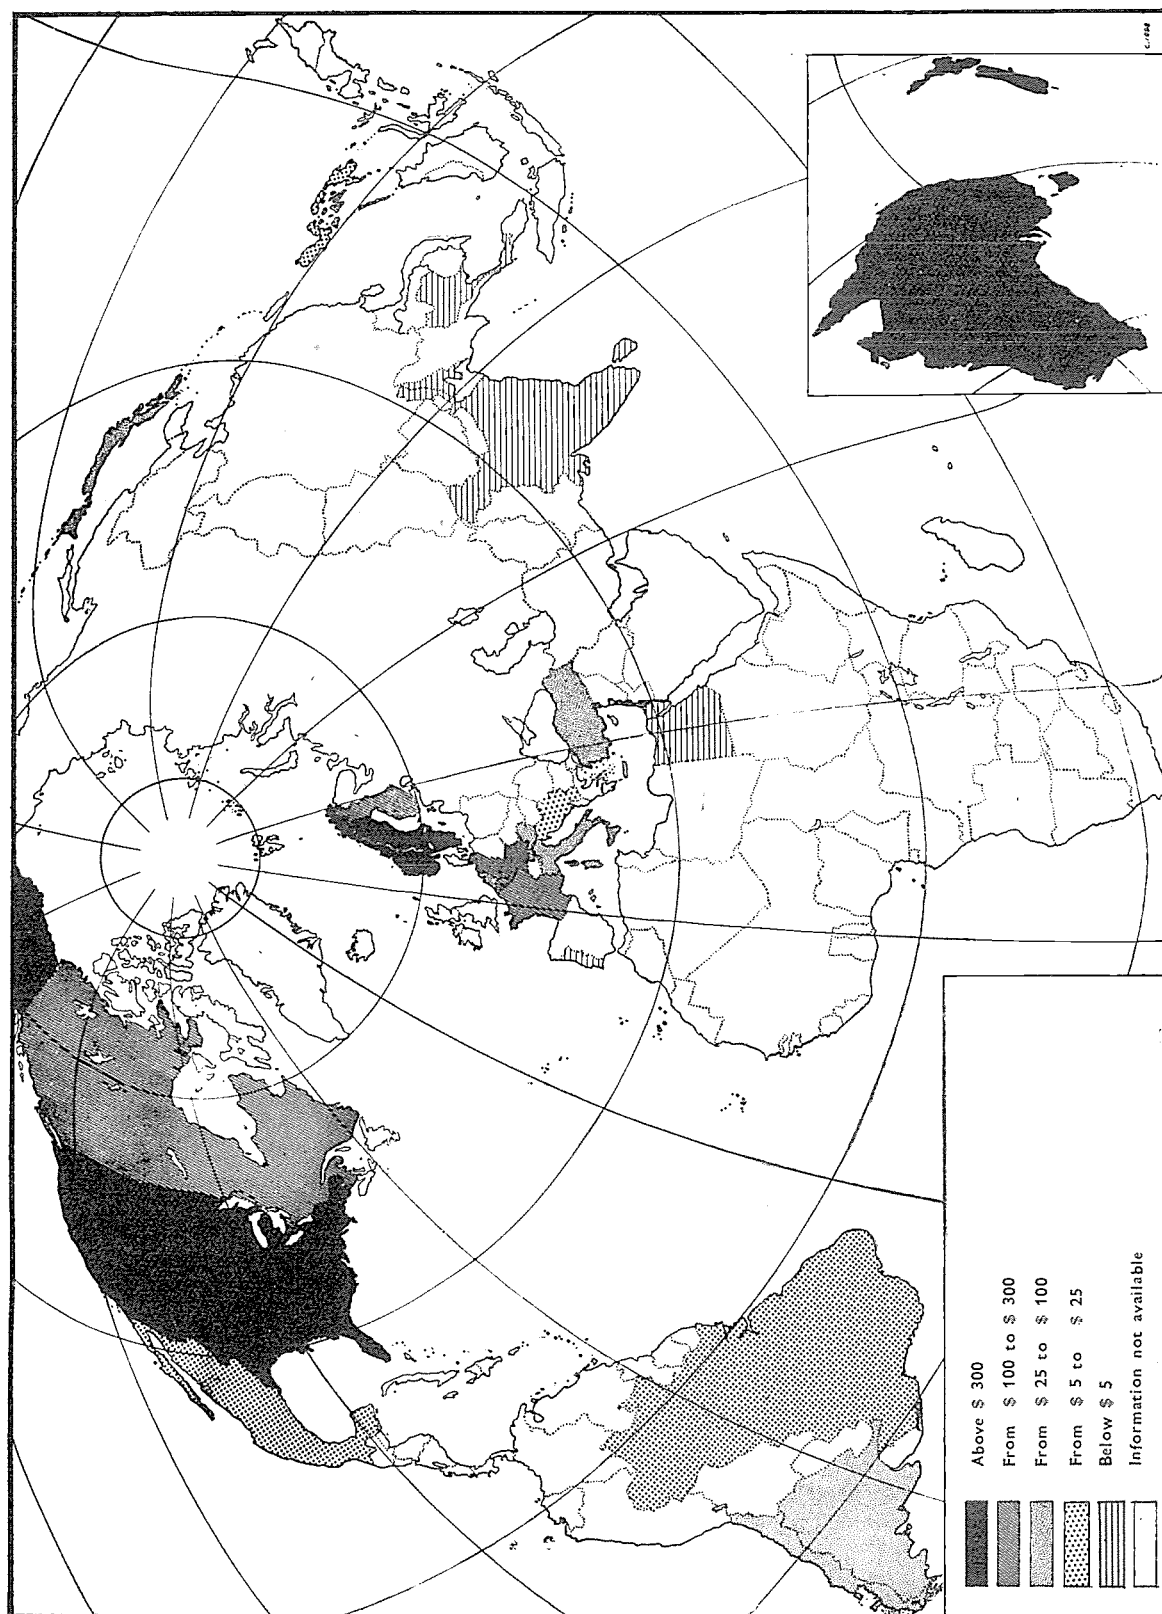 Above $ 300
From $ 100 to $ 300
From $ 25 to $ 100
From $ 5 to $ 25
Below $ 5
Information not available